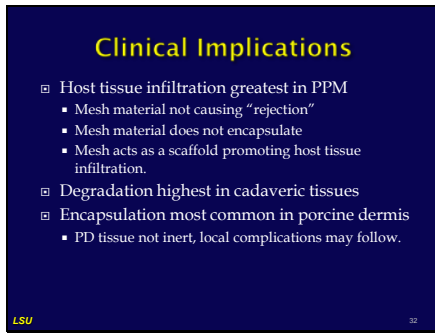 Clinical Implications
Host tissue infiltration greatest in PPM
Mesh material not causing “rejection”
Mesh material does not encapsulate
Mesh acts as a scaffold promoting host tissue
infiltration.
Degradation highest in cadaveric tissues
Encapsulation most common in porcine dermis
PD tissue not inert, local complications may follow.
LSU
32